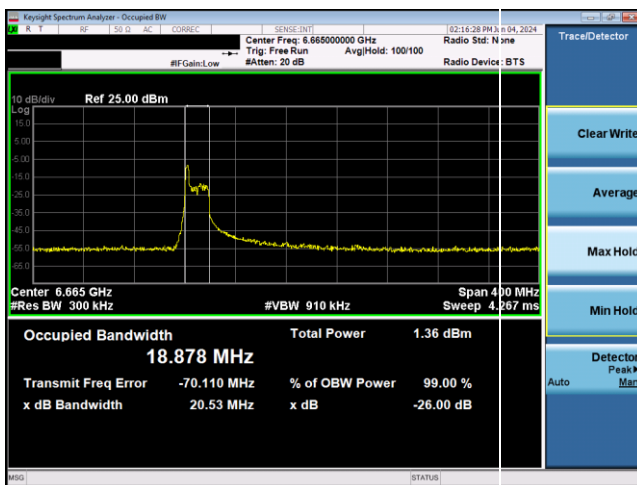 Keysight Spectrum Analyzer - Occupied BW
R T RF 50 Ω AC CORREC SENSE:INT 02:16:28 PM Jun 04, 2024
Center Freq: 6.665000000 GHz Radio Std: None
Trig: Free Run Avg|Hold: 100/100
#IFGain:Low #Atten: 20 dB Radio Device: BTS
Trace/Detector
10 dB/div Ref 25.00 dBm
Log
15.0
5.00
-5.00
-15.0
-25.0
-35.0
-45.0
-55.0
-65.0
Center 6.665 GHz Span 400 MHz
#Res BW 300 kHz #VBW 910 kHz Sweep 4.267 ms
Occupied Bandwidth Total Power 1.36 dBm
18.878 MHz
Transmit Freq Error -70.110 MHz % of OBW Power 99.00 %
x dB Bandwidth 20.53 MHz x dB -26.00 dB
Clear Write
Average
Max Hold
Min Hold
Detector
Peak
Auto Man
MSG STATUS